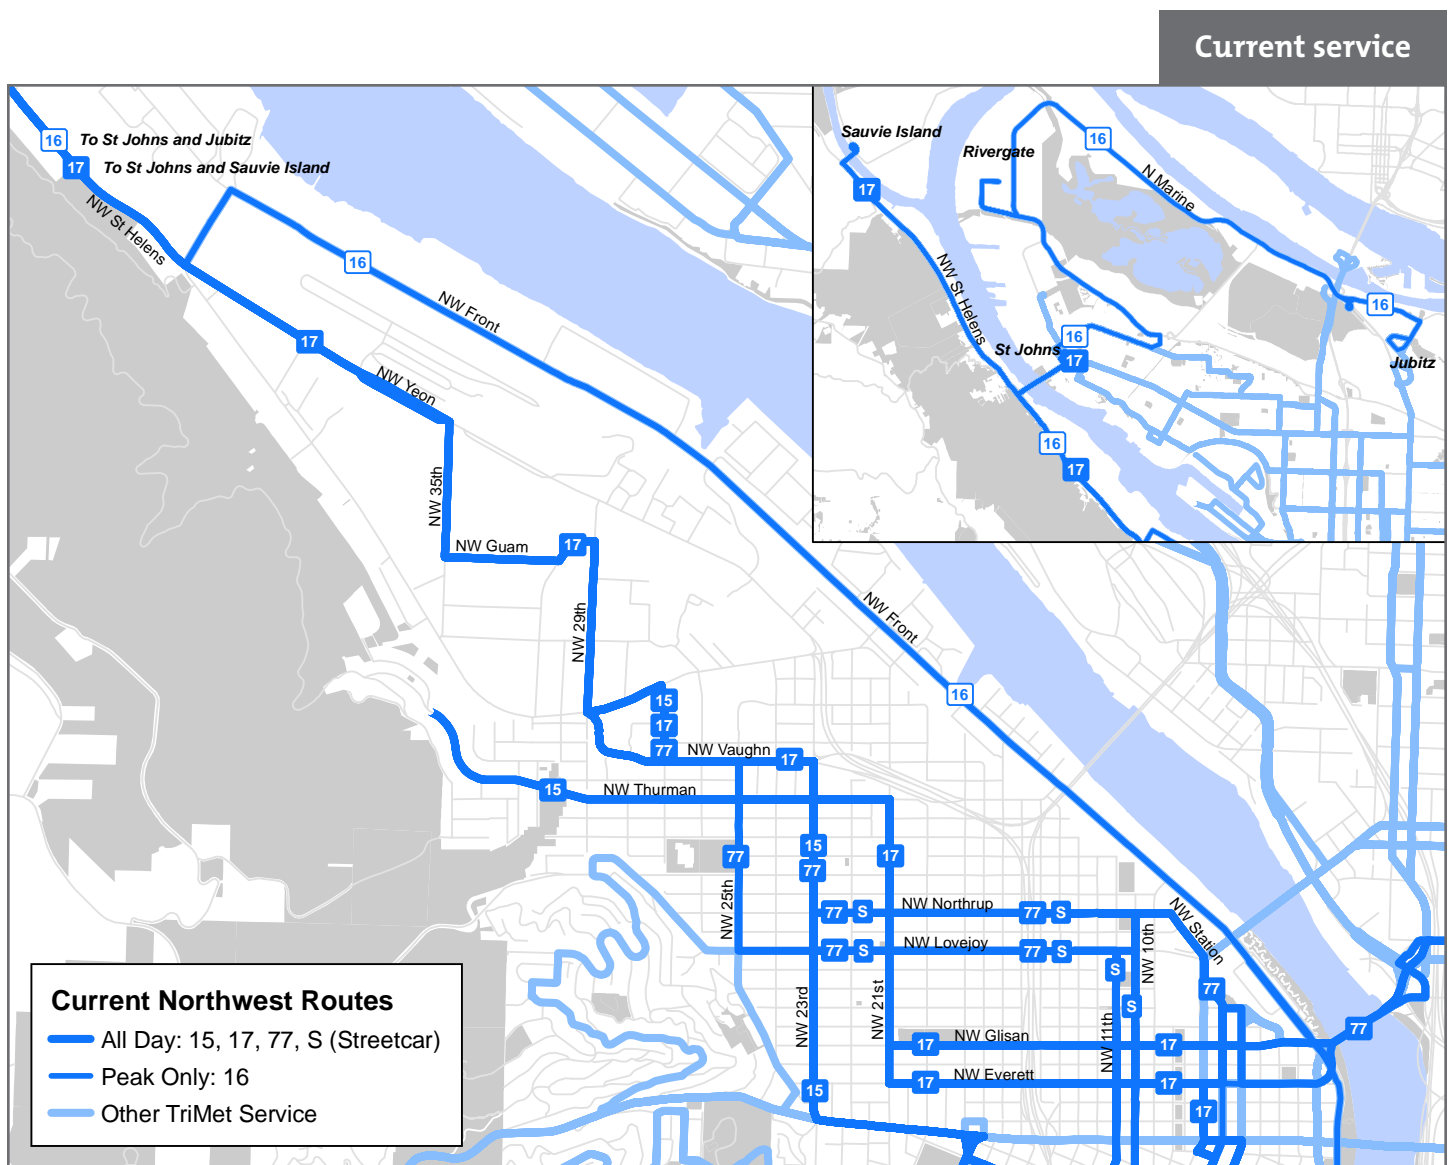 Current service
16 To St Johns and Jubitz
17 To St Johns and Sauvie Island
NW St Helens
16
NW Front
17
NW Yeon
NW 35th
NW Guam
17
NW 29th
15
17
77
NW Vaughn
17
15
NW Thurman
NW Front
16
Sauvie Island
17
Rivergate
16
N Marine
NW St Helens
16
St Johns
17
16
Jubitz
16
17
77
15
77
17
NW 25th
77 S
NW Northrup
77 S
77 S
NW Lovejoy
77 S
NW Station
NW 10th
S
S
77
NW 23rd
NW 21st
NW 11th
77
17
NW Glisan
17
17
NW Everett
17
15
17
Current Northwest Routes
All Day: 15, 17, 77, S (Streetcar)
Peak Only: 16
Other TriMet Service